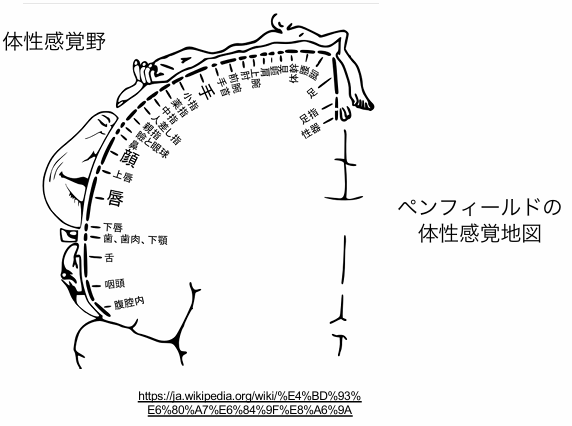 体性感覚野
ペンフィールドの
体性感覚地図
性器
足指
足
脚
腰
体幹
頚
頭
肩
上腕
肘
前腕
手首
手
小指
薬指
中指
人差し指
親指
瞼と眼球
鼻
顔
上唇
唇
下唇
歯、歯肉、下顎
舌
咽頭
腹腔内
https://ja.wikipedia.org/wiki/%E4%BD%93%
E6%80%A7%E6%84%9F%E8%A6%9A